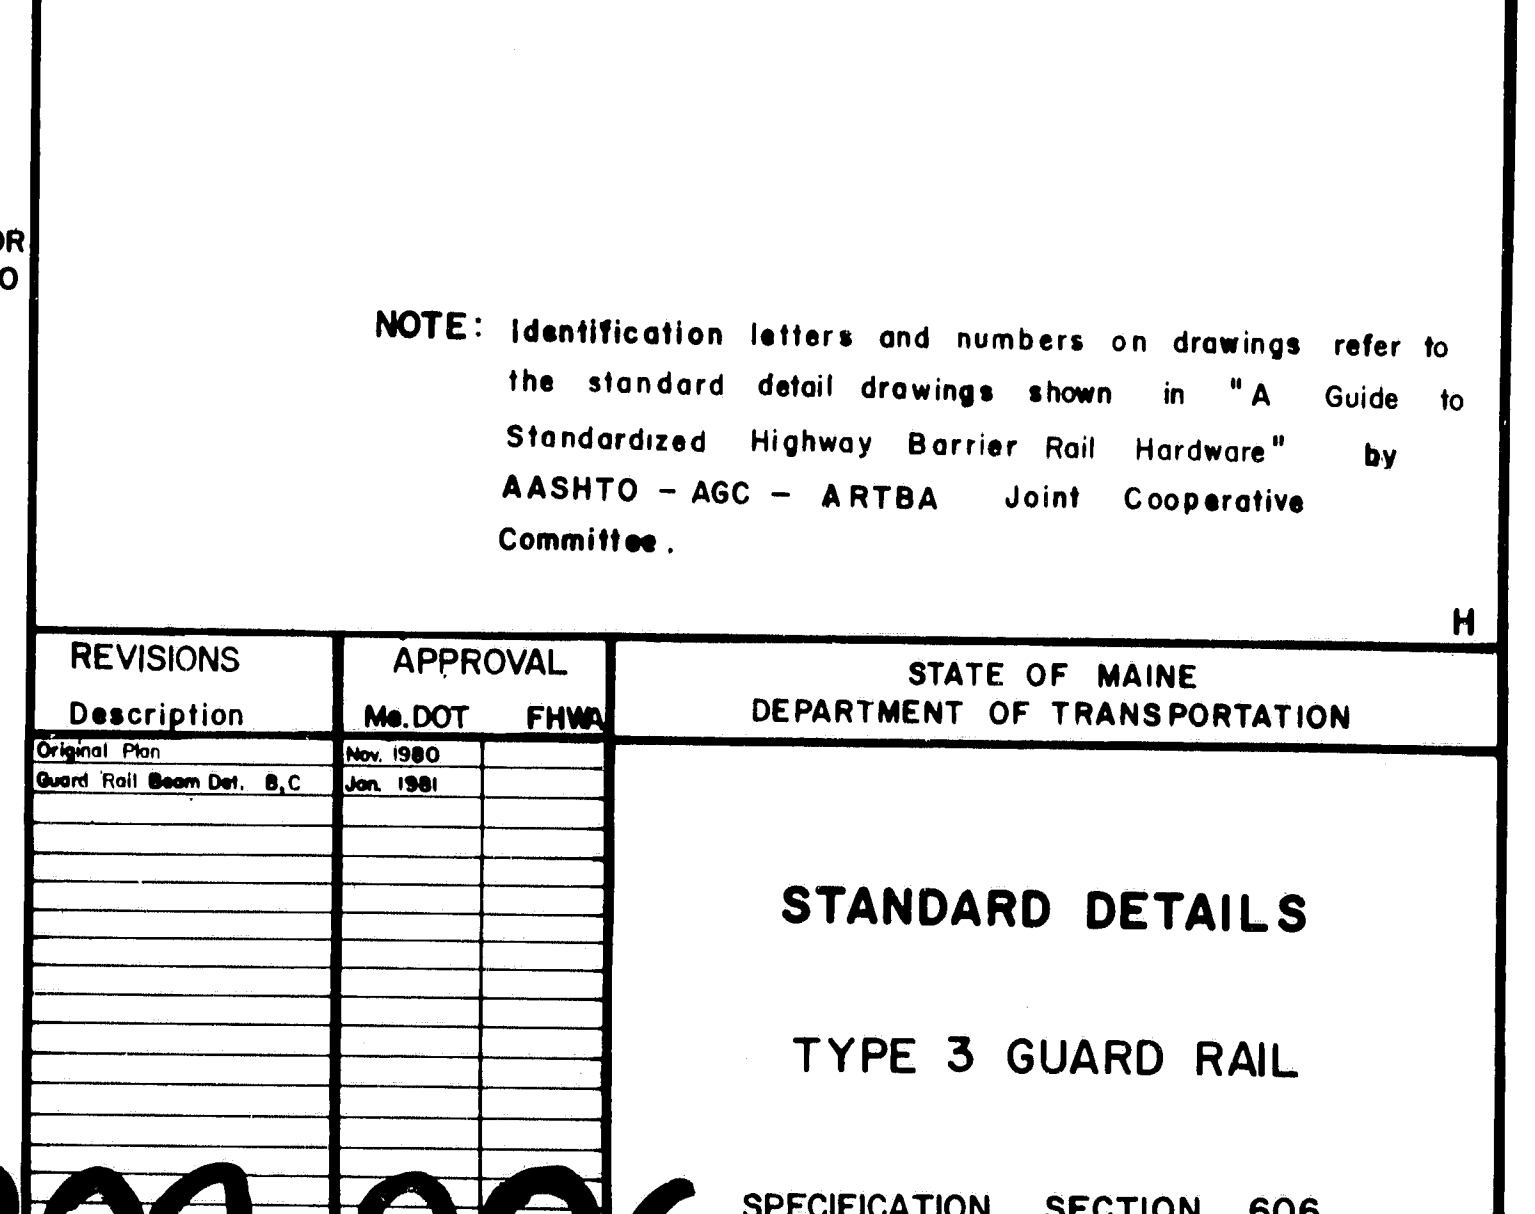 OR
O
NOTE: Identification letters and numbers on drawings refer to
the standard detail drawings shown in "A Guide to
Standardized Highway Barrier Rail Hardware" by
AASHTO - AGC - ARTBA Joint Cooperative
Committee.
H
REVISIONS
Description
APPROVAL
Me. DOT FHWA
Original Plan Nov. 1980
Guard Rail Beam Det. B,C Jan. 1981
STATE OF MAINE
DEPARTMENT OF TRANSPORTATION
STANDARD DETAILS
TYPE 3 GUARD RAIL
SPECIFICATION SECTION 606